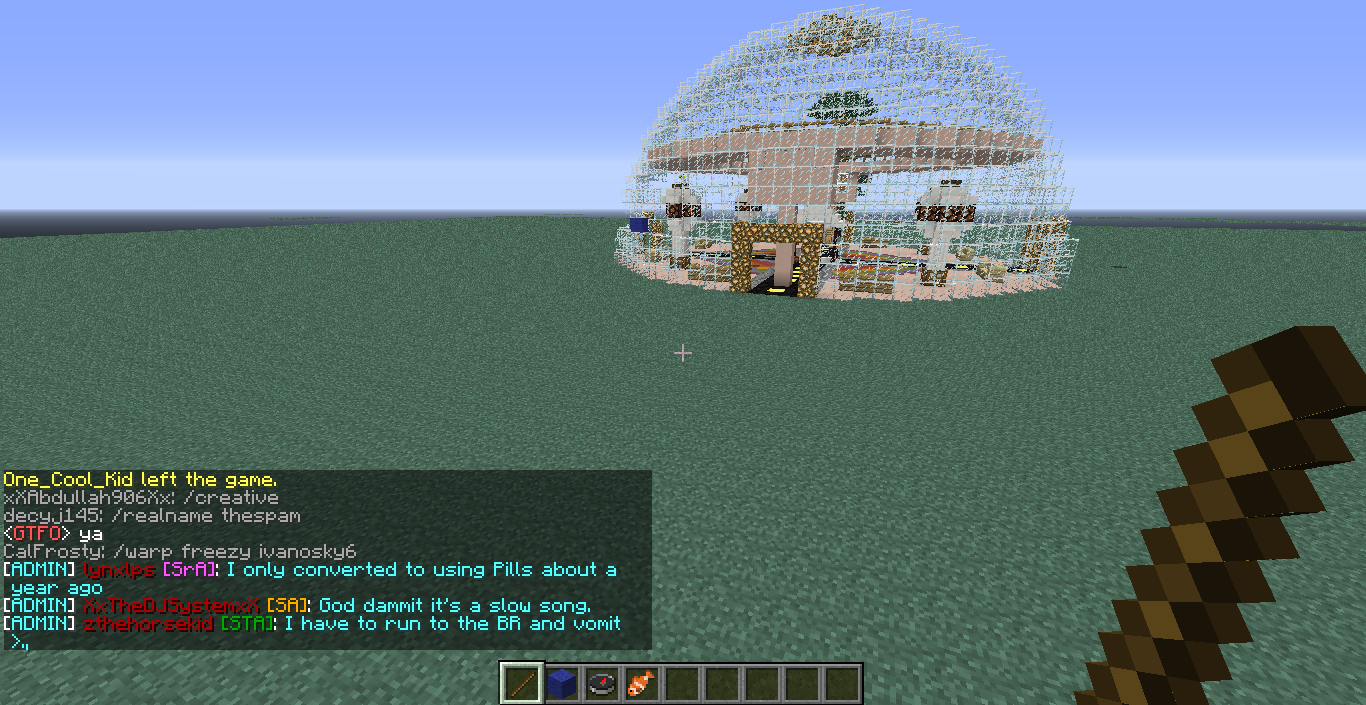 One_Cool_Kid left the game.
xXAbdullah906Xx: /creative
decyj145: /realname thespam
<GTFO> ya
CalFrosty: /warp freezy ivanosky6
[ADMIN] lynxlps [SrA]: I only converted to using Pills about a
year ago
[ADMIN] XxTheDJSystemxX [SA]: God dammit it's a slow song.
[ADMIN] zthehorsekid [STA]: I have to run to the BR and vomit
>,,